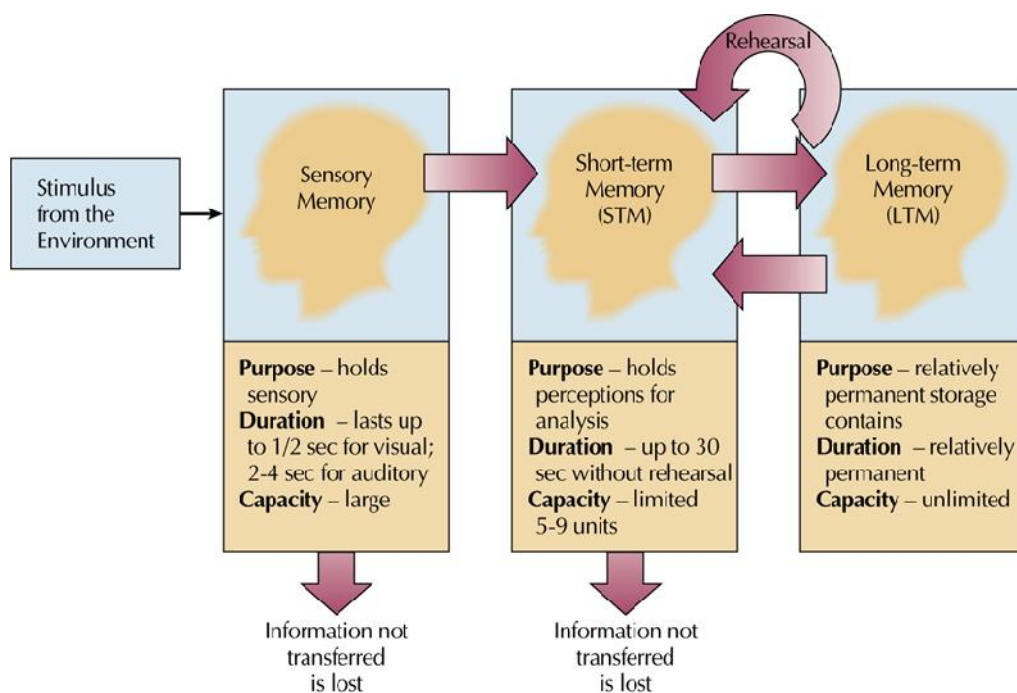 Rehearsal
Stimulus
from the
Environment
Sensory
Memory
Short-term
Memory
(STM)
Long-term
Memory
(LTM)
Purpose – holds
sensory
Duration – lasts up
to 1/2 sec for visual;
2-4 sec for auditory
Capacity – large
Purpose – holds
perceptions for
analysis
Duration – up to 30
sec without rehearsal
Capacity – limited
5-9 units
Purpose – relatively
permanent storage
contains
Duration – relatively
permanent
Capacity – unlimited
Information not
transferred
is lost
Information not
transferred
is lost